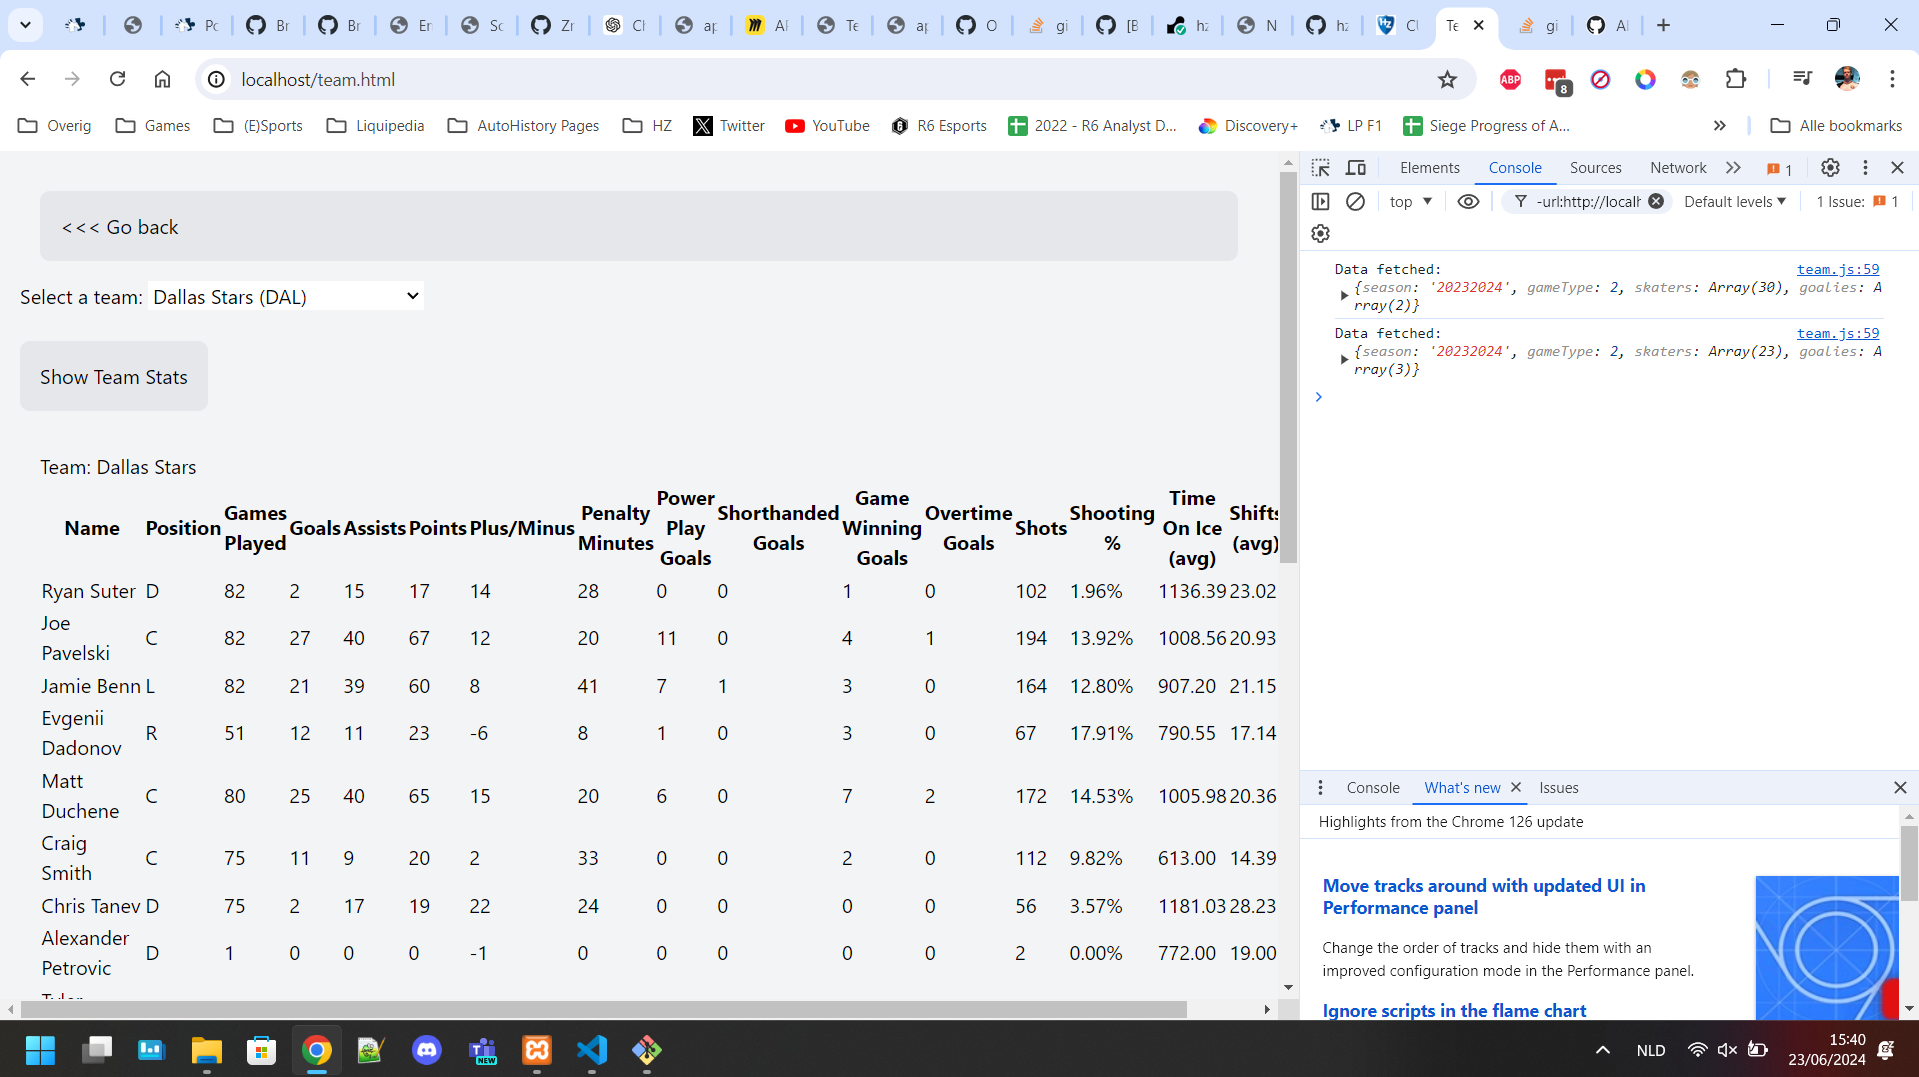 Po
Br
Br
En
Sc
Zr
Ch
ap
AF
Te
ap
O
gi
[B
hz
N
hz
CU
Te
gi
Al
localhost/team.html
ABP
8
Overig
Games
(E)Sports
Liquipedia
AutoHistory Pages
HZ
Twitter
YouTube
R6 Esports
2022 - R6 Analyst D...
Discovery+
LP F1
Siege Progress of A...
Alle bookmarks
<<< Go back
Select a team: Dallas Stars (DAL)
Show Team Stats
Team: Dallas Stars
Name Position Games Played Goals Assists Points Plus/Minus Penalty Minutes Power Play Goals Shorthanded Goals Game Winning Goals Overtime Goals Shots Shooting % Time On Ice (avg) Shifts (avg)
Ryan Suter D 82 2 15 17 14 28 0 0 1 0 102 1.96% 1136.39 23.02
Joe Pavelski C 82 27 40 67 12 20 11 0 4 1 194 13.92% 1008.56 20.93
Jamie Benn L 82 21 39 60 8 41 7 1 3 0 164 12.80% 907.20 21.15
Evgenii Dadonov R 51 12 11 23 -6 8 1 0 3 0 67 17.91% 790.55 17.14
Matt Duchene C 80 25 40 65 15 20 6 0 7 2 172 14.53% 1005.98 20.36
Craig Smith C 75 11 9 20 2 33 0 0 2 0 112 9.82% 613.00 14.39
Chris Tanev D 75 2 17 19 22 24 0 0 0 0 56 3.57% 1181.03 28.23
Alexander Petrovic D 1 0 0 0 -1 0 0 0 0 0 2 0.00% 772.00 19.00
Elements Console Sources Network 1
top -url:http://localh Default levels 1 Issue: 1
Data fetched: team.js:59
{season: '20232024', gameType: 2, skaters: Array(30), goalies: A
rray(2)}
Data fetched: team.js:59
{season: '20232024', gameType: 2, skaters: Array(23), goalies: A
rray(3)}
Console What's new Issues
Highlights from the Chrome 126 update
Move tracks around with updated UI in
Performance panel
Change the order of tracks and hide them with an
improved configuration mode in the Performance panel.
Ignore scripts in the flame chart
NEW
NLD
15:40
23/06/2024